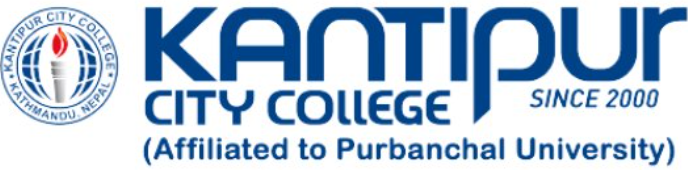 KANTIPUR CITY COLLEGE
KATHMANDU, NEPAL
KANTIPUR
CITY COLLEGE SINCE 2000
(Affiliated to Purbanchal University)